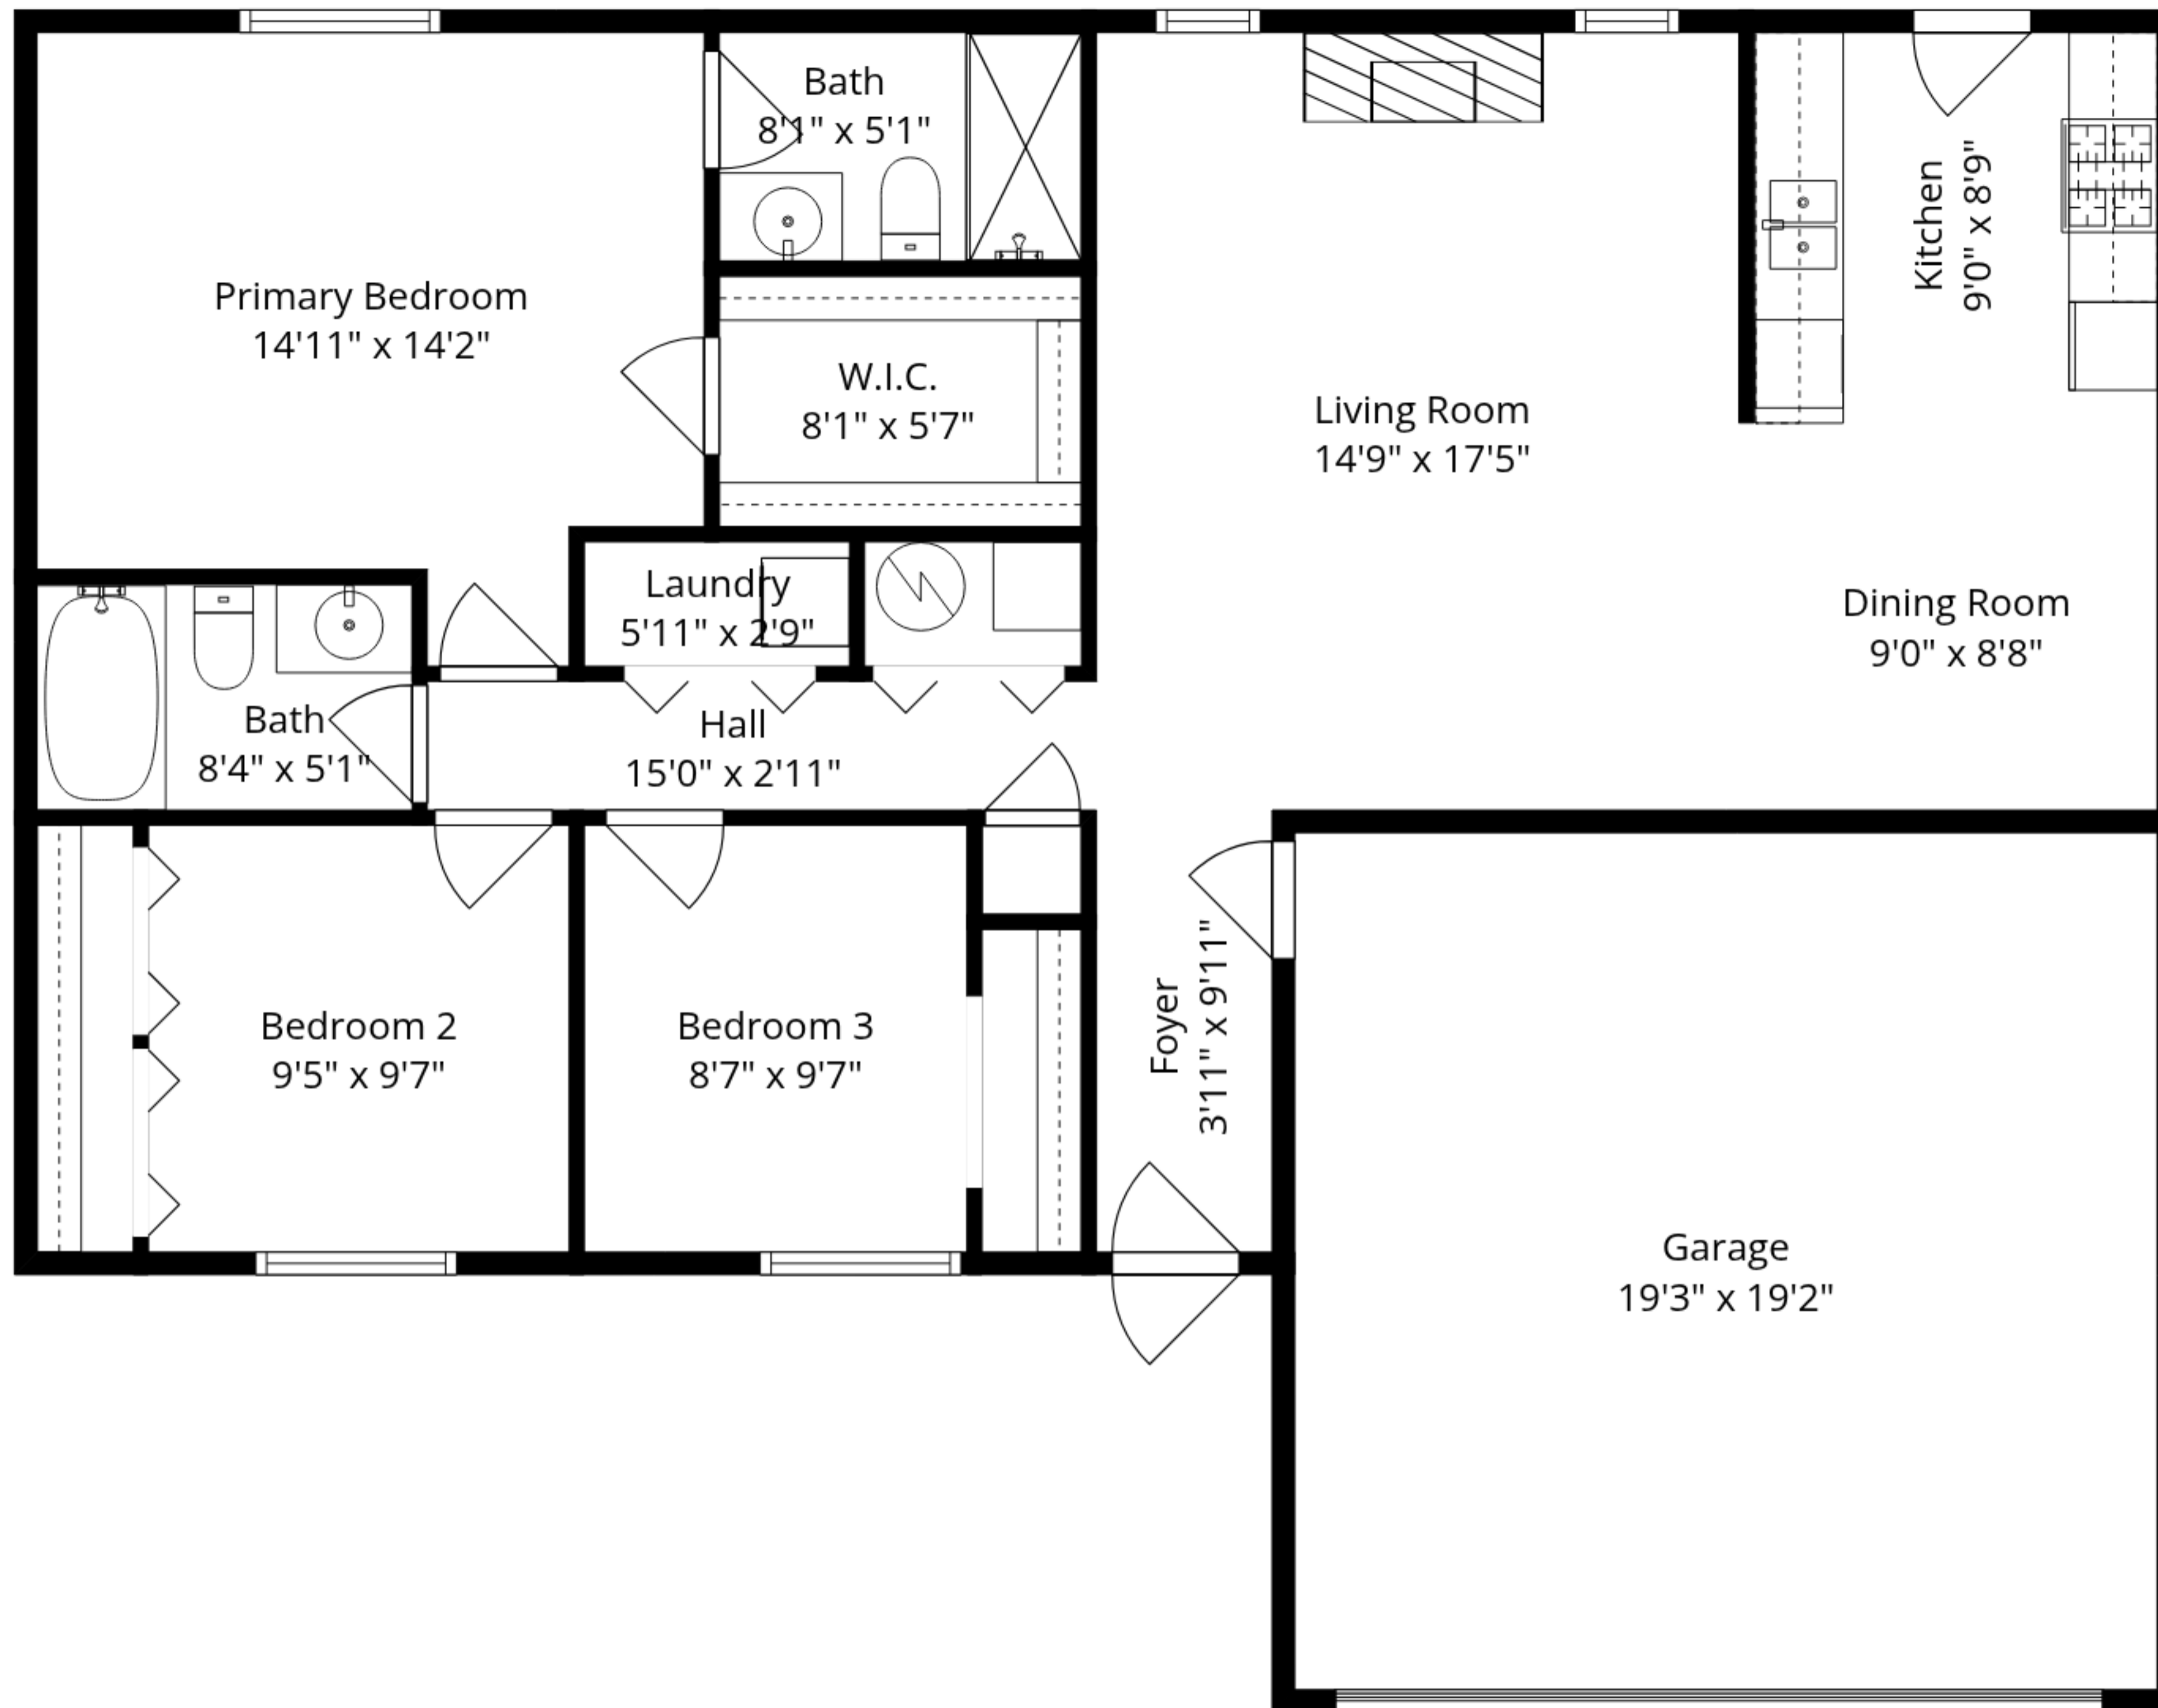 Bath
8'1" x 5'1"
Primary Bedroom
14'11" x 14'2"
W.I.C.
8'1" x 5'7"
Living Room
14'9" x 17'5"
Kitchen
9'0" x 8'9"
Laundry
5'11" x 2'9"
Dining Room
9'0" x 8'8"
Bath
8'4" x 5'1"
Hall
15'0" x 2'11"
Bedroom 2
9'5" x 9'7"
Bedroom 3
8'7" x 9'7"
Foyer
3'11" x 9'11"
Garage
19'3" x 19'2"